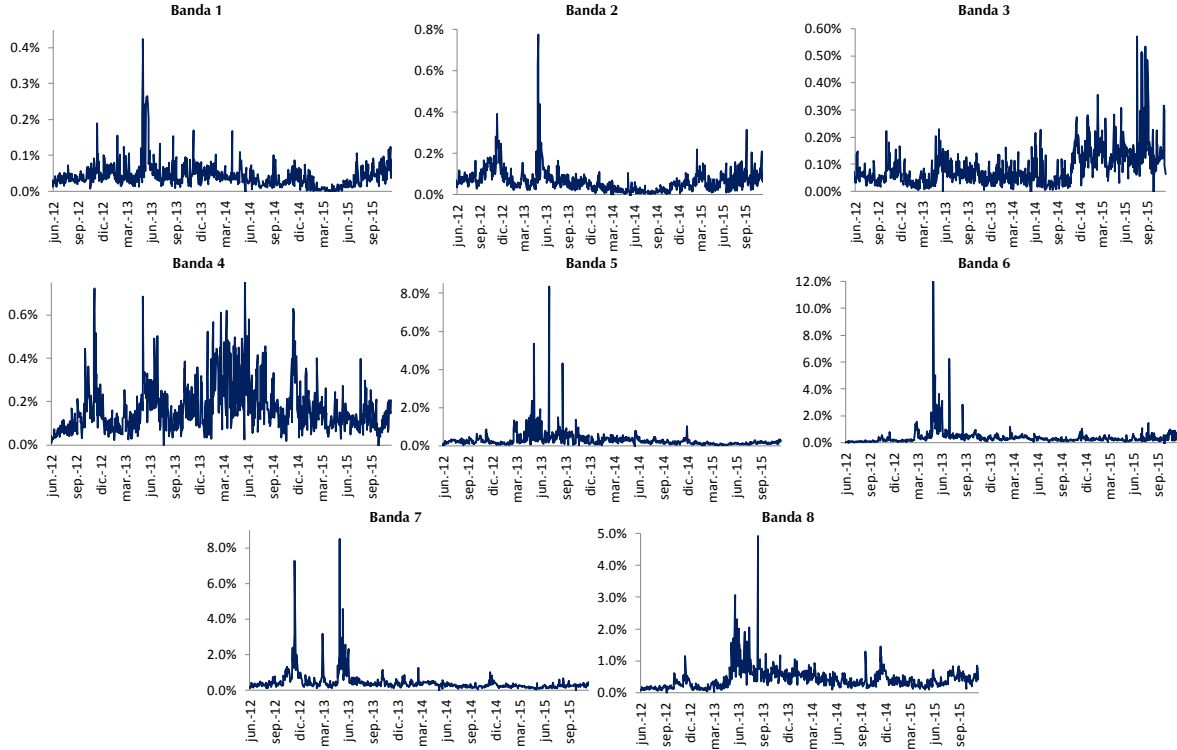 Banda 1
0.4%
0.3%
0.2%
0.1%
0.0%
jun.-12
sep.-12
dic.-12
mar.-13
jun.-13
sep.-13
dic.-13
mar.-14
jun.-14
sep.-14
dic.-14
mar.-15
jun.-15
sep.-15
Banda 2
0.8%
0.6%
0.4%
0.2%
0.0%
jun.-12
sep.-12
dic.-12
mar.-13
jun.-13
sep.-13
dic.-13
mar.-14
jun.-14
sep.-14
dic.-14
mar.-15
jun.-15
sep.-15
Banda 3
0.60%
0.50%
0.40%
0.30%
0.20%
0.10%
0.00%
jun.-12
sep.-12
dic.-12
mar.-13
jun.-13
sep.-13
dic.-13
mar.-14
jun.-14
sep.-14
dic.-14
mar.-15
jun.-15
sep.-15
Banda 4
0.6%
0.4%
0.2%
0.0%
jun.-12
sep.-12
dic.-12
mar.-13
jun.-13
sep.-13
dic.-13
mar.-14
jun.-14
sep.-14
dic.-14
mar.-15
jun.-15
sep.-15
Banda 5
8.0%
6.0%
4.0%
2.0%
0.0%
jun.-12
sep.-12
dic.-12
mar.-13
jun.-13
sep.-13
dic.-13
mar.-14
jun.-14
sep.-14
dic.-14
mar.-15
jun.-15
sep.-15
Banda 6
12.0%
10.0%
8.0%
6.0%
4.0%
2.0%
0.0%
jun.-12
sep.-12
dic.-12
mar.-13
jun.-13
sep.-13
dic.-13
mar.-14
jun.-14
sep.-14
dic.-14
mar.-15
jun.-15
sep.-15
Banda 7
8.0%
6.0%
4.0%
2.0%
0.0%
jun.-12
sep.-12
dic.-12
mar.-13
jun.-13
sep.-13
dic.-13
mar.-14
jun.-14
sep.-14
dic.-14
mar.-15
jun.-15
sep.-15
Banda 8
5.0%
4.0%
3.0%
2.0%
1.0%
0.0%
jun.-12
sep.-12
dic.-12
mar.-13
jun.-13
sep.-13
dic.-13
mar.-14
jun.-14
sep.-14
dic.-14
mar.-15
jun.-15
sep.-15